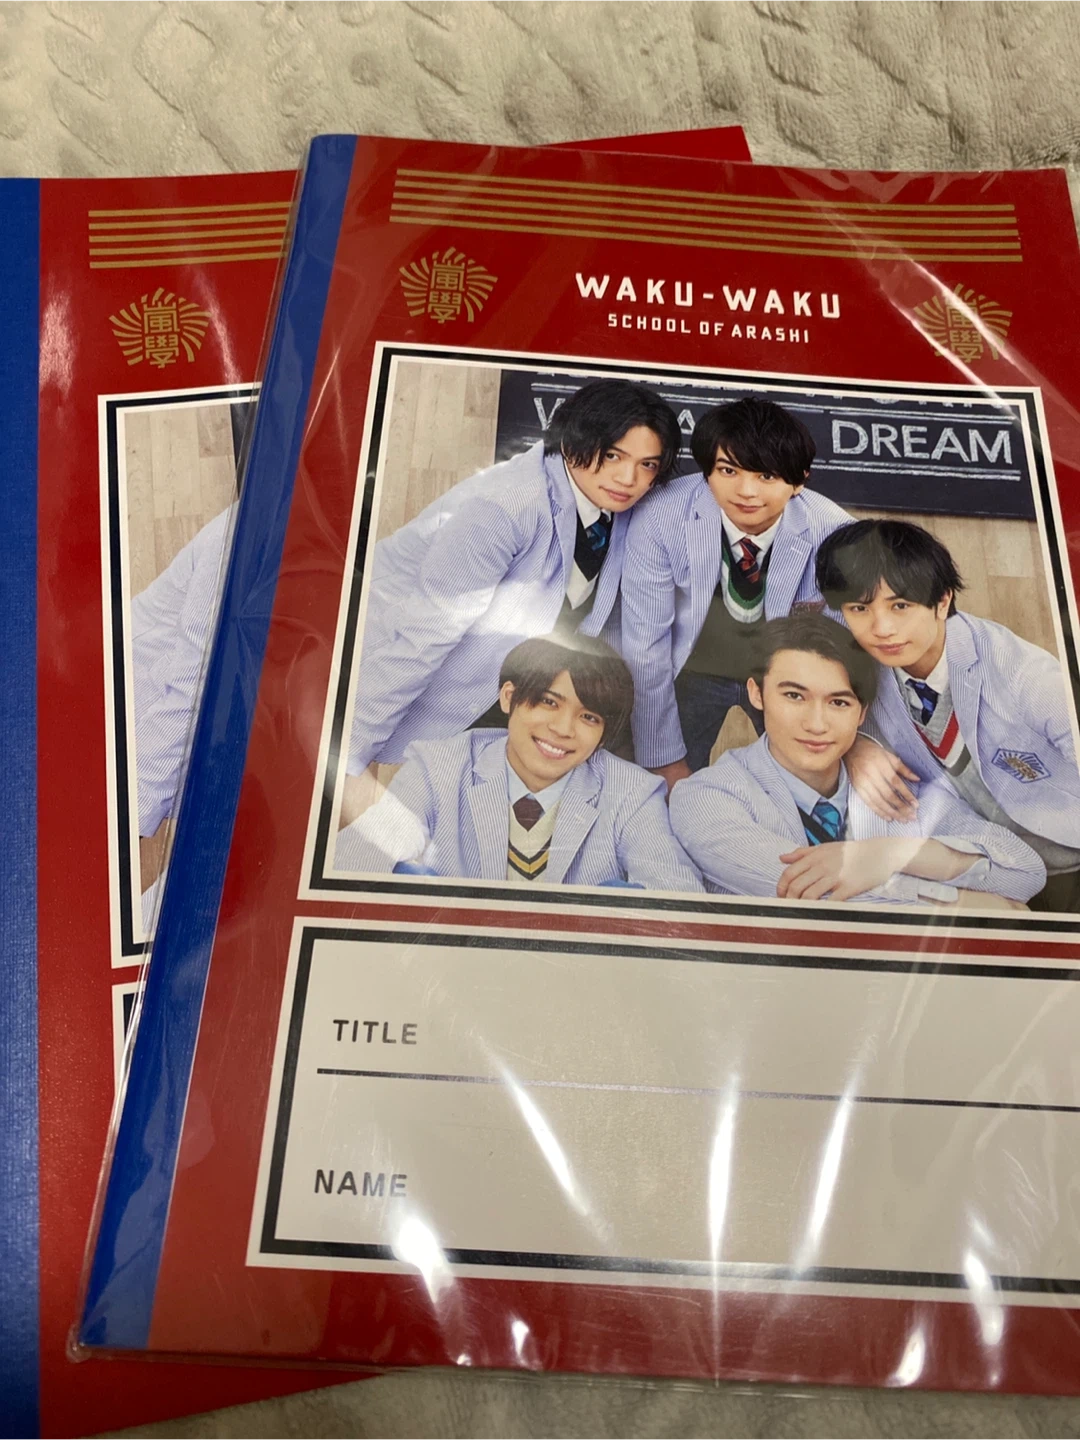 嵐學
嵐學
WAKU-WAKU
SCHOOL OF ARASHI
嵐學
DREAM
TITLE
NAME